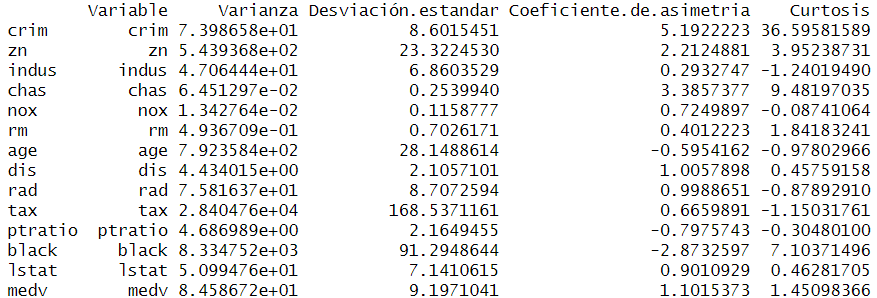 Variable Varianza Desviación.estandar Coeficiente.de.asimetria Curtosis
crim crim 7.398658e+01 8.6015451 5.1922223 36.59581589
zn zn 5.439368e+02 23.3224530 2.2124881 3.95238731
indus indus 4.706444e+01 6.8603529 0.2932747 -1.24019490
chas chas 6.451297e-02 0.2539940 3.3857377 9.48197035
nox nox 1.342764e-02 0.1158777 0.7249897 -0.08741064
rm rm 4.936709e-01 0.7026171 0.4012223 1.84183241
age age 7.923584e+02 28.1488614 -0.5954162 -0.97802966
dis dis 4.434015e+00 2.1057101 1.0057898 0.45759158
rad rad 7.581637e+01 8.7072594 0.9988651 -0.87892910
tax tax 2.840476e+04 168.5371161 0.6659891 -1.15031761
ptratio ptratio 4.686989e+00 2.1649455 -0.7975743 -0.30480100
black black 8.334752e+03 91.2948644 -2.8732597 7.10371496
lstat lstat 5.099476e+01 7.1410615 0.9010929 0.46281705
medv medv 8.458672e+01 9.1971041 1.1015373 1.45098366